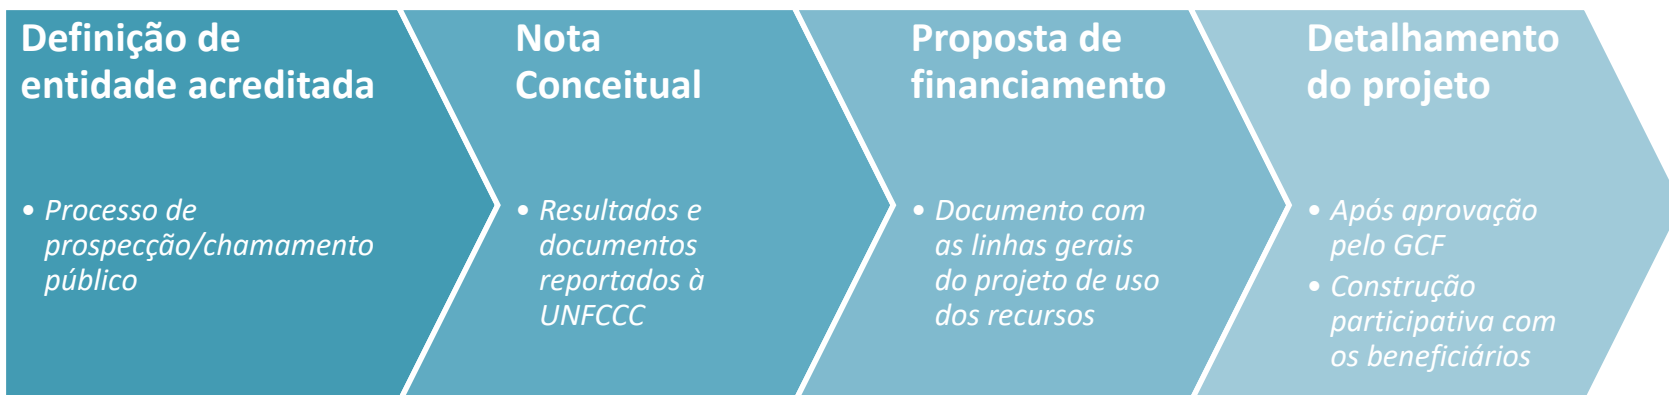 Definição de
entidade acreditada
• Processo de
prospecção/chamamento
público
Nota
Conceitual
• Resultados e
documentos
reportados à
UNFCCC
Proposta de
financiamento
• Documento com
as linhas gerais
do projeto de uso
dos recursos
Detalhamento
do projeto
• Após aprovação
pelo GCF
• Construção
participativa com
os beneficiários